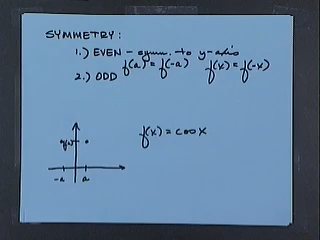 SYMMETRY:
1.) EVEN - symm. to y-axis
f(a) = f(-a) f(x) = f(-x)
2.) ODD
f(x) = cos x
f(a)
-a a